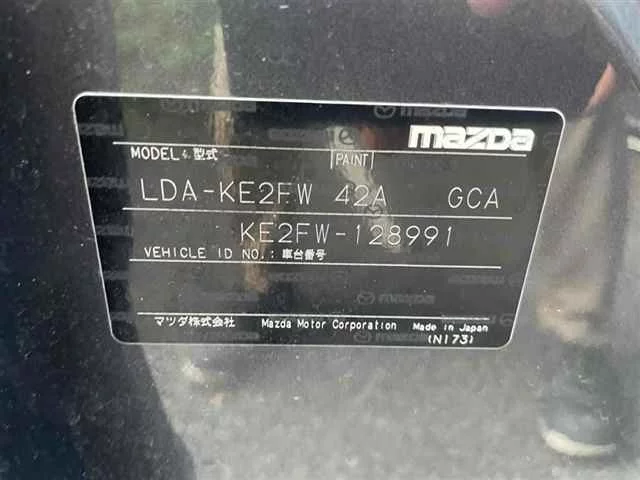 mazda
MODEL 型式 PAINT
LDA-KE2FW 42A GCA
KE2FW-128991
VEHICLE ID NO.: 車台番号
マツダ株式会社 Mazda Motor Corporation Made in Japan
(N173)